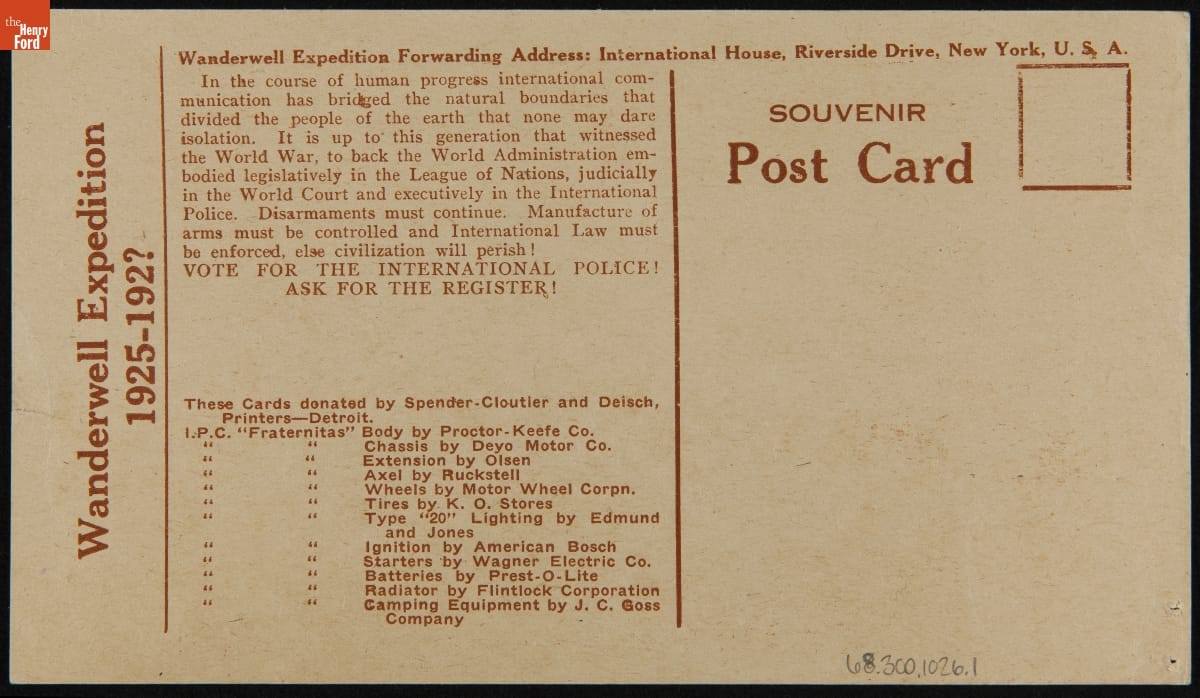 the
Henry
Ford
Wanderwell Expedition
1925-192?
Wanderwell Expedition Forwarding Address: International House, Riverside Drive, New York, U. S. A.
In the course of human progress international com-
munication has bridged the natural boundaries that
divided the people of the earth that none may dare
isolation. It is up to this generation that witnessed
the World War, to back the World Administration em-
bodied legislatively in the League of Nations, judicially
in the World Court and executively in the International
Police. Disarmaments must continue. Manufacture of
arms must be controlled and International Law must
be enforced, else civilization will perish!
VOTE FOR THE INTERNATIONAL POLICE!
ASK FOR THE REGISTER!
These Cards donated by Spender-Cloutier and Deisch,
Printers—Detroit.
I.P.C. "Fraternitas" Body by Proctor-Keefe Co.
" " Chassis by Deyo Motor Co.
" " Extension by Olsen
" " Axel by Ruckstell
" " Wheels by Motor Wheel Corpn.
" " Tires by K. O. Stores
" " Type "20" Lighting by Edmund
and Jones
" " Ignition by American Bosch
" " Starters by Wagner Electric Co.
" " Batteries by Prest-O-Lite
" " Radiator by Flintlock Corporation
" " Camping Equipment by J. C. Goss
Company
SOUVENIR
Post Card
68.300.1026.1